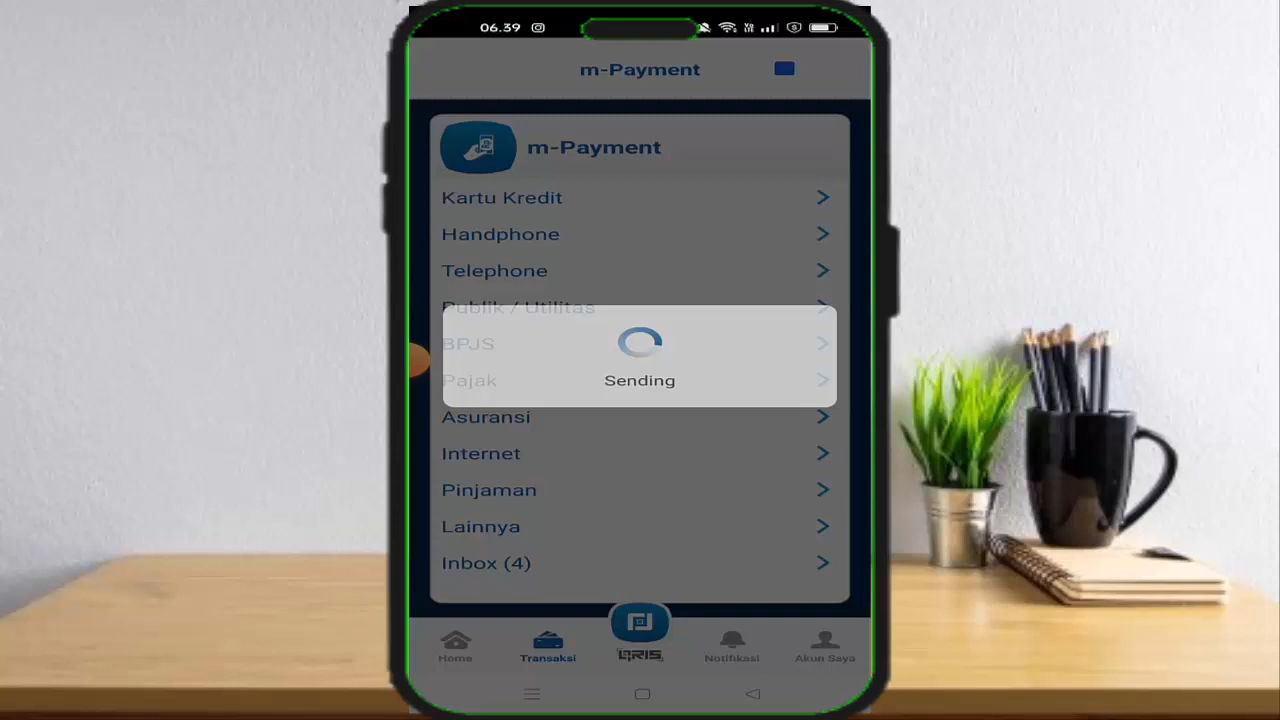 06.39
m-Payment
m-Payment
Kartu Kredit
Handphone
Telephone
Publik / Utilitas
BPJS
Sending
Pajak
Asuransi
Internet
Pinjaman
Lainnya
Inbox (4)
Home
Transaksi
QRIS
Notifikasi
Akun Saya